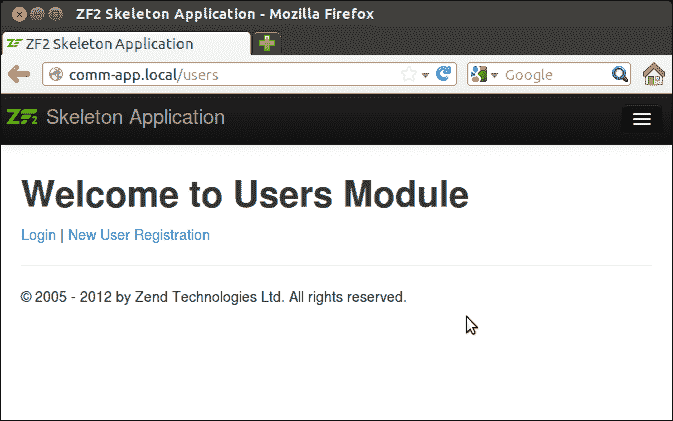 ZF2 Skeleton Application - Mozilla Firefox
ZF2 Skeleton Application
comm-app.local/users
Google
ZF2 Skeleton Application
Welcome to Users Module
Login | New User Registration
© 2005 - 2012 by Zend Technologies Ltd. All rights reserved.